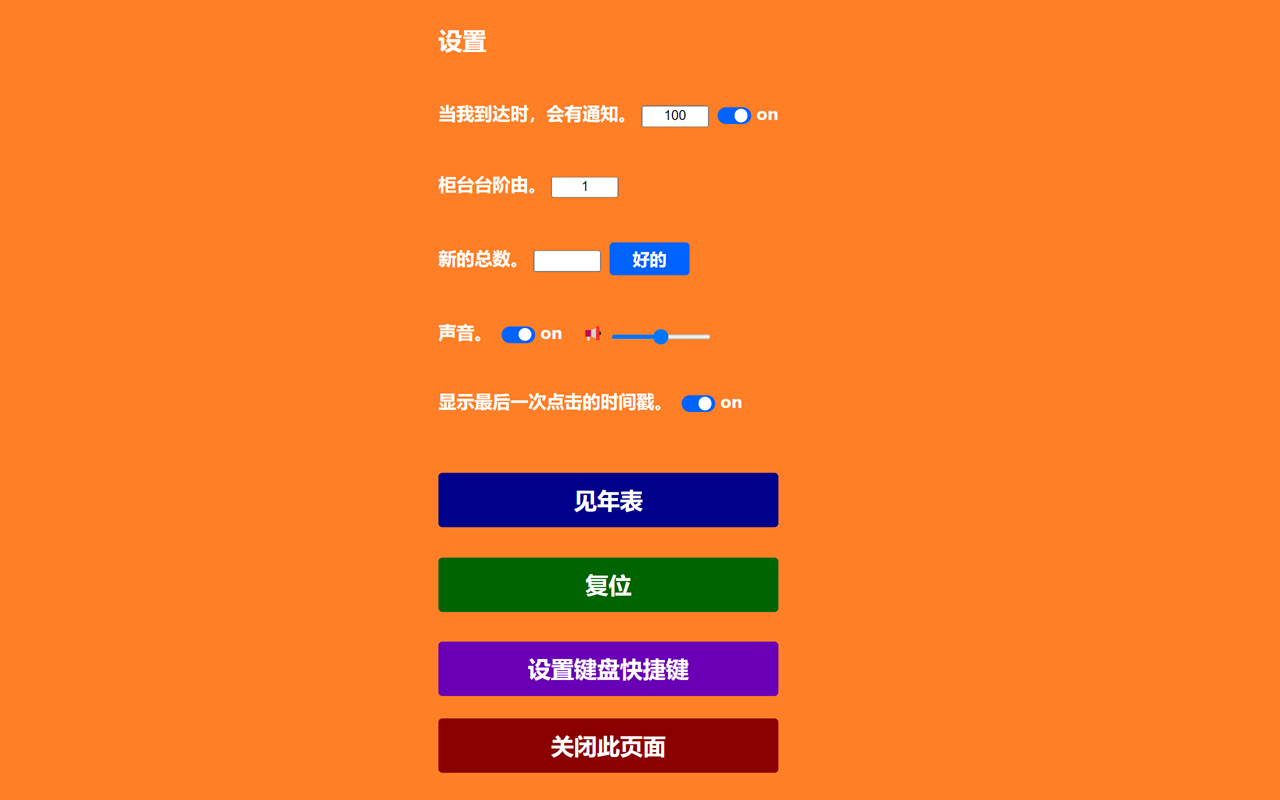 设置
当我到达时，会有通知。 100 on
柜台台阶由。 1
新的总数。 好的
声音。 on
显示最后一次点击的时间戳。 on
见年表
复位
设置键盘快捷键
关闭此页面